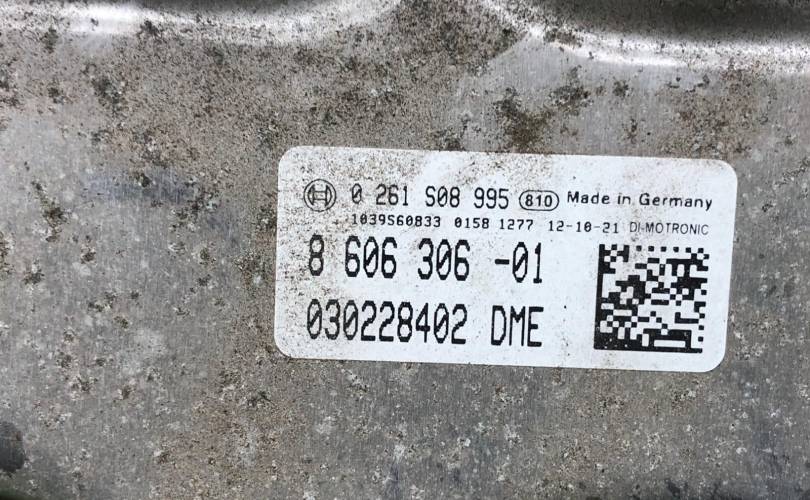 0 261 S08 995 810 Made in Germany
1039S60833 0158 1277 12-10-21 DI-MOTRONIC
8 606 306 -01
030228402 DME